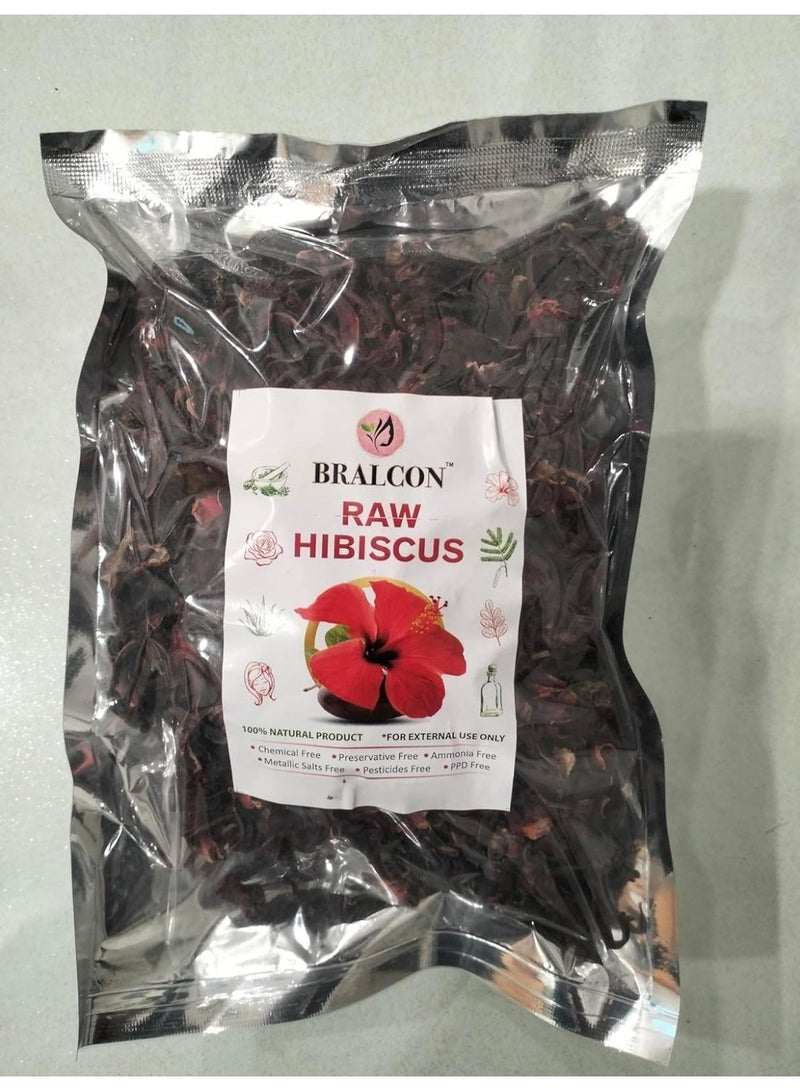 BRALCON™
RAW
HIBISCUS
100% NATURAL PRODUCT *FOR EXTERNAL USE ONLY
• Chemical Free • Preservative Free • Ammonia Free
• Metallic Salts Free • Pesticides Free • PPD Free